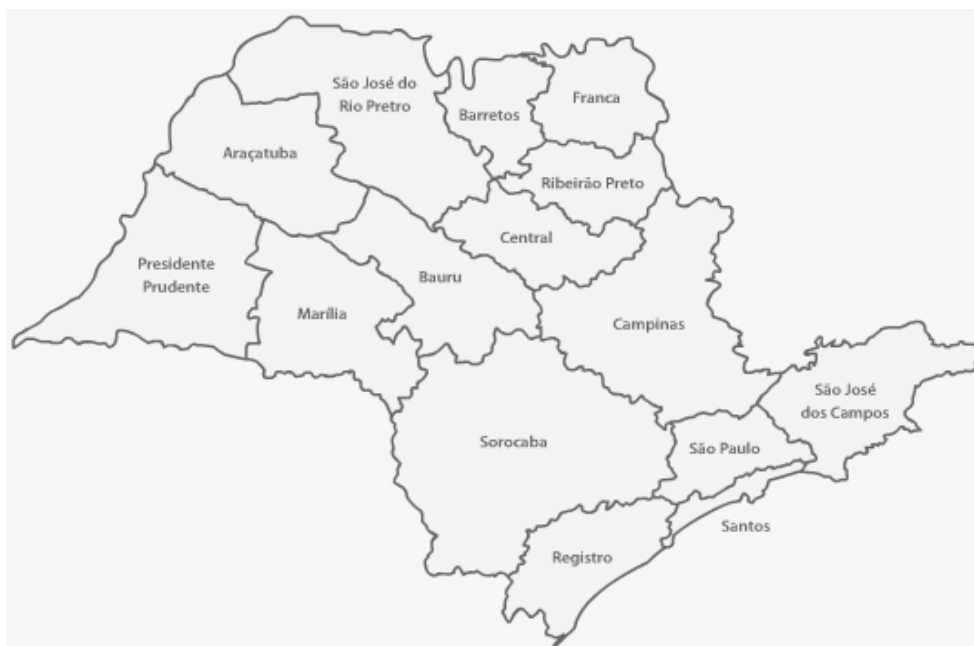 São José do
Rio Pretro
Franca
Barretos
Araçatuba
Ribeirão Preto
Central
Presidente
Prudente
Bauru
Marília
Campinas
São José
dos Campos
Sorocaba
São Paulo
Santos
Registro